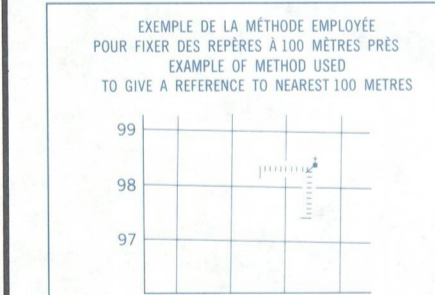 EXEMPLE DE LA MÉTHODE EMPLOYÉE
POUR FIXER DES REPÈRES À 100 MÈTRES PRÈS
EXAMPLE OF METHOD USED
TO GIVE A REFERENCE TO NEAREST 100 METRES
99
98
97